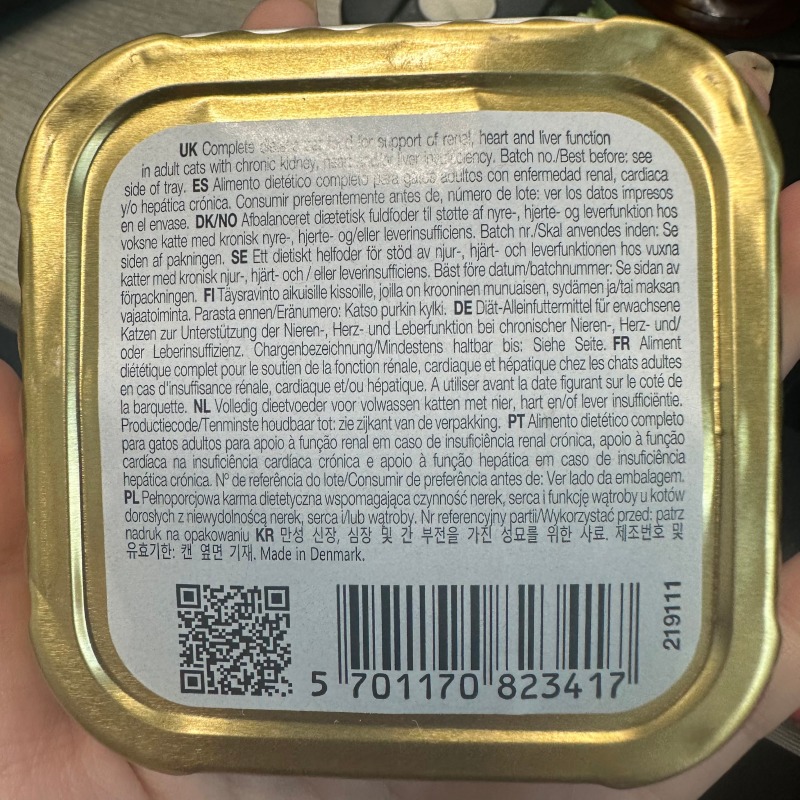 UK Complete for support of renal, heart and liver function
in adult cats with chronic kidney, liver insufficiency. Batch no./Best before: see
side of tray. ES Alimento dietético completo para gatos adultos con enfermedad renal, cardíaca
y/o hepática crónica. Consumir preferentemente antes de, número de lote: ver los datos impresos
en el envase. DK/NO Afbalanceret diætetisk fuldfoder til støtte af nyre-, hjerte- og leverfunktion hos
voksne katte med kronisk nyre-, hjerte- og/eller leverinsufficiens. Batch nr./Skal anvendes inden: Se
siden af pakningen. SE Ett dietiskt helfoder för stöd av njur-, hjärt- och leverfunktionen hos vuxna
katter med kronisk njur-, hjärt- och / eller leverinsufficiens. Bäst före datum/batchnummer: Se sidan av
förpackningen. FI Täysravinto aikuisille kissoille, joilla on krooninen munuaisen, sydämen ja/tai maksan
vajaatoiminta. Parasta ennen/Eränumero: Katso purkin kylki. DE Diät-Alleinfuttermittel für erwachsene
Katzen zur Unterstützung der Nieren-, Herz- und Leberfunktion bei chronischer Nieren-, Herz- und/
oder Leberinsuffizienz. Chargenbezeichnung/Mindestens haltbar bis: Siehe Seite. FR Aliment
diététique complet pour le soutien de la fonction rénale, cardiaque et hépatique chez les chats adultes
en cas d'insuffisance rénale, cardiaque et/ou hépatique. A utiliser avant la date figurant sur le coté de
la barquette. NL Volledig dieetvoeder voor volwassen katten met nier, hart en/of lever insufficiëntie.
Productiecode/Tenminste houdbaar tot: zie zijkant van de verpakking. PT Alimento dietético completo
para gatos adultos para apoio à função renal em caso de insuficiência renal crónica, apoio à função
cardíaca na insuficiência cardíaca crónica e apoio à função hepática em caso de insuficiência
hepática crónica. Nº de referência do lote/Consumir de preferência antes de: Ver lado da embalagem.
PL Pełnoporcjowa karma dietetyczna wspomagająca czynność nerek, serca i funkcję wątroby u kotów
dorosłych z niewydolnością nerek, serca i/lub wątroby. Nr referencyjny partii/Wykorzystać przed: patrz
nadruk na opakowaniu KR 만성 신장, 심장 및 간 부전을 가진 성묘를 위한 사료. 제조번호 및
유효기한: 캔 옆면 기재. Made in Denmark.
219111
5 701170 823417